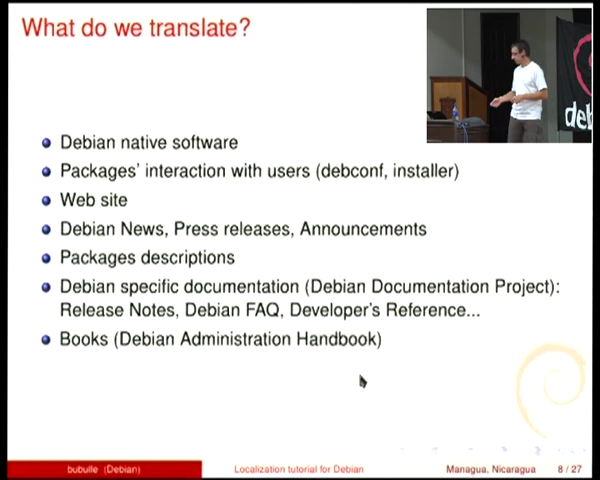 What do we translate?
deb
Debian native software
Packages' interaction with users (debconf, installer)
Web site
Debian News, Press releases, Announcements
Packages descriptions
Debian specific documentation (Debian Documentation Project):
Release Notes, Debian FAQ, Developer's Reference...
Books (Debian Administration Handbook)
bubulle (Debian)
Localization tutorial for Debian
Managua, Nicaragua
8 / 27